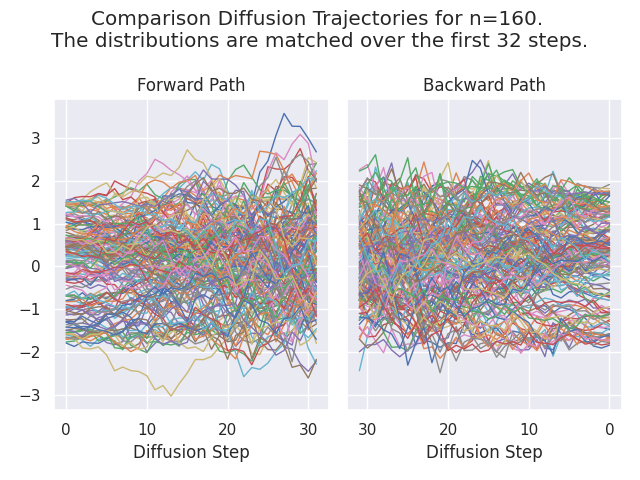 Comparison Diffusion Trajectories for n=160.
The distributions are matched over the first 32 steps.
Forward Path
Backward Path
3
2
1
0
−1
−2
−3
0 10 20 30
30 20 10 0
Diffusion Step
Diffusion Step